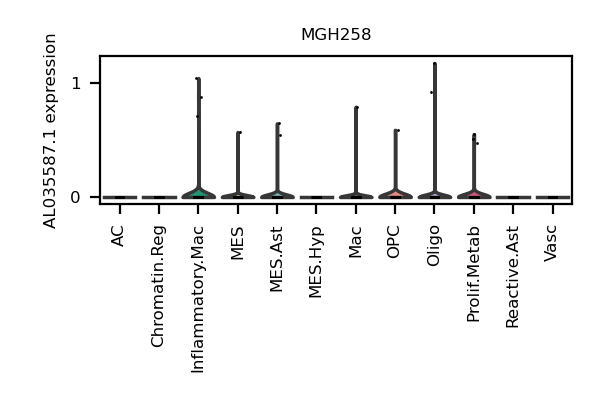 MGH258
AL035587.1 expression
1
0
AC
Chromatin.Reg
Inflammatory.Mac
MES
MES.Ast
MES.Hyp
Mac
OPC
Oligo
Prolif.Metab
Reactive.Ast
Vasc